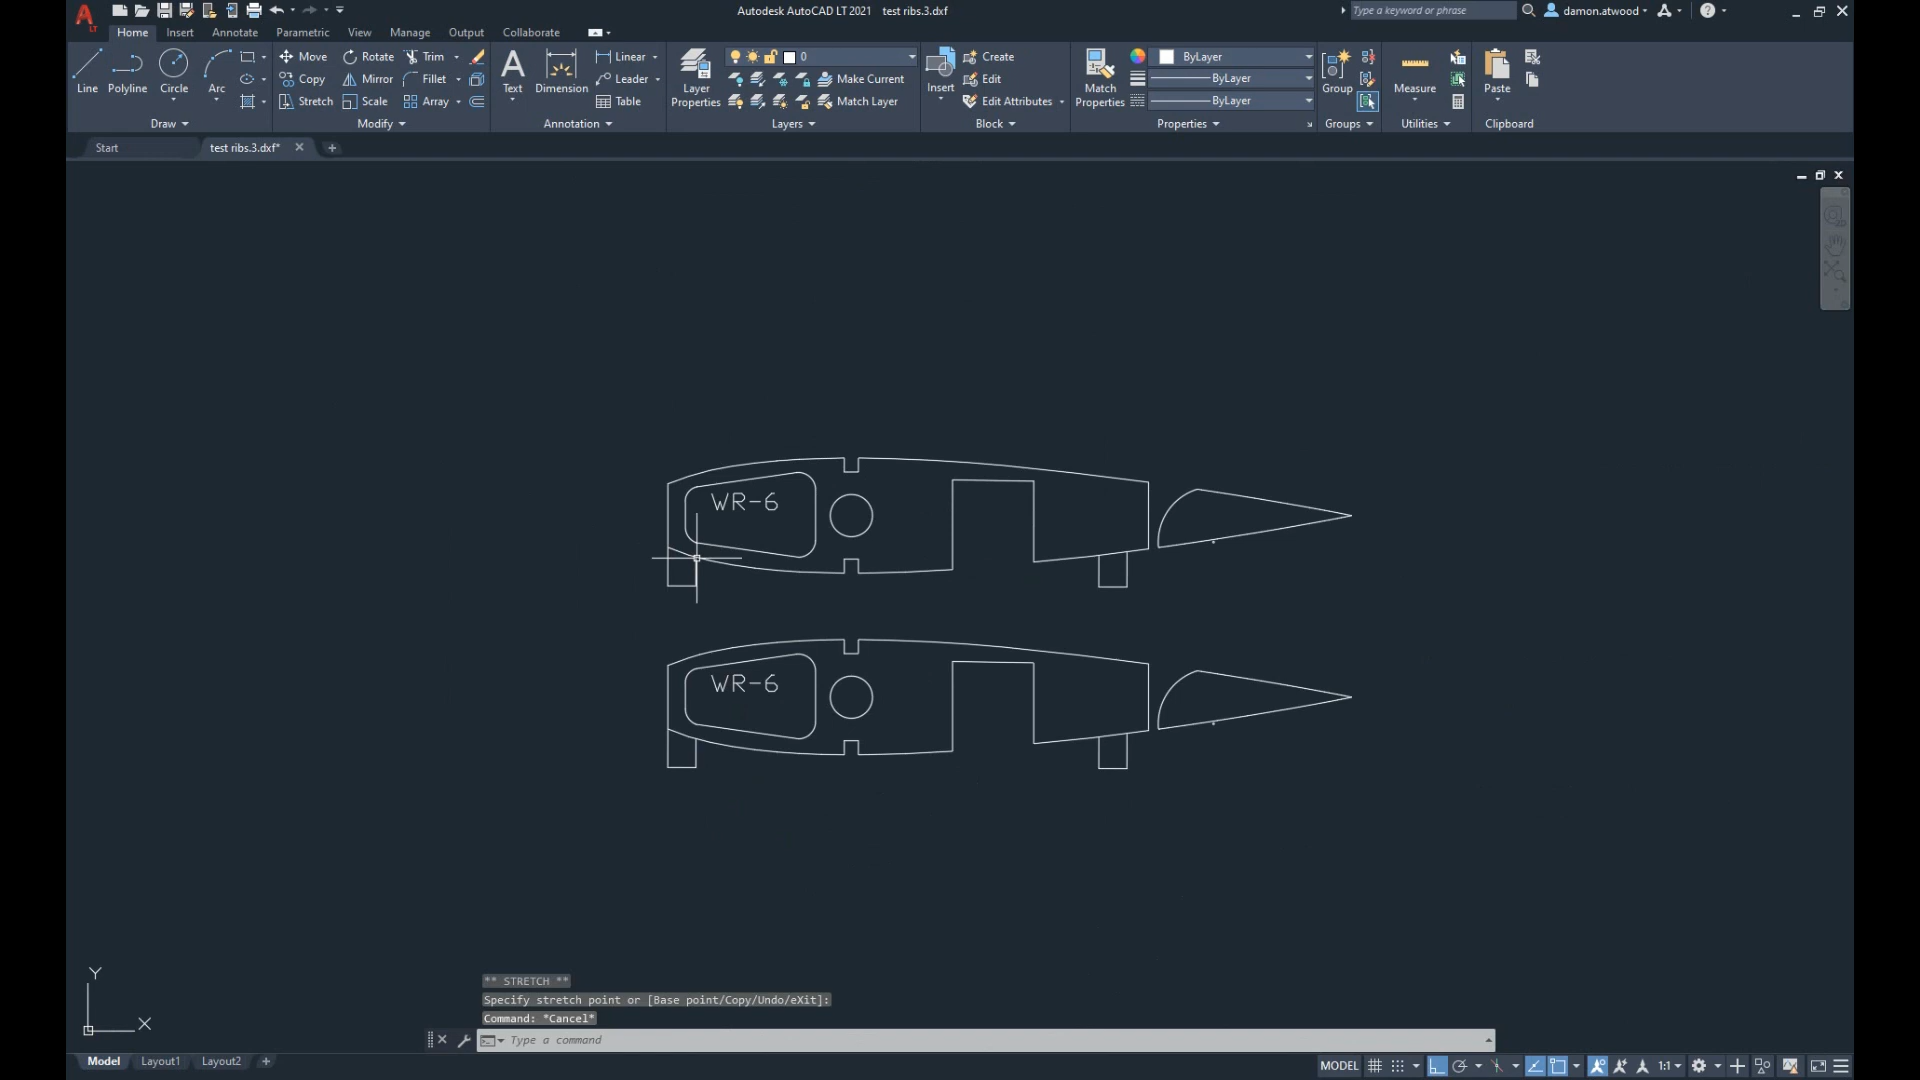 LT
Autodesk AutoCAD LT 2021 test ribs.3.dxf
Type a keyword or phrase
damon.atwood
Home Insert Annotate Parametric View Manage Output Collaborate
Line Polyline Circle Arc
Draw
Move Rotate Trim
Copy Mirror Fillet
Stretch Scale Array
Modify
Text Dimension
Linear
Leader
Table
Annotation
Layer Properties
0
Make Current
Match Layer
Layers
Insert
Create
Edit
Edit Attributes
Block
Match Properties
ByLayer
ByLayer
ByLayer
Properties
Group
Groups
Measure
Utilities
Paste
Clipboard
Start test ribs.3.dxf*
WR-6
WR-6
Y
X
** STRETCH **
Specify stretch point or [Base point/Copy/Undo/eXit]:
Command: *Cancel*
Type a command
Model Layout1 Layout2
MODEL 1:1